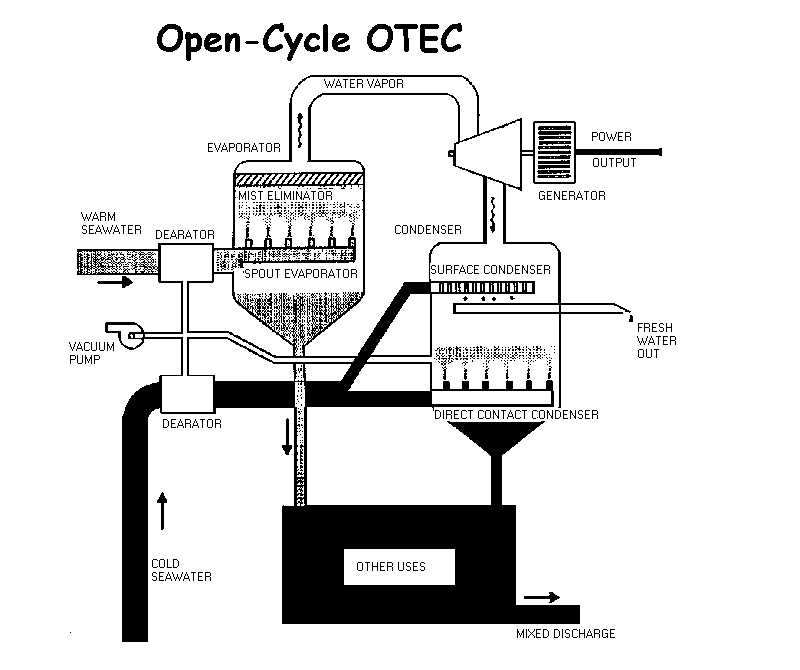 Open-Cycle OTEC
WATER VAPOR
EVAPORATOR
POWER
OUTPUT
GENERATOR
MIST ELIMINATOR
WARM
SEAWATER
DEARATOR
CONDENSER
SPOUT EVAPORATOR
SURFACE CONDENSER
VACUUM
PUMP
FRESH
WATER
OUT
DEARATOR
DIRECT CONTACT CONDENSER
COLD
SEAWATER
OTHER USES
MIXED DISCHARGE